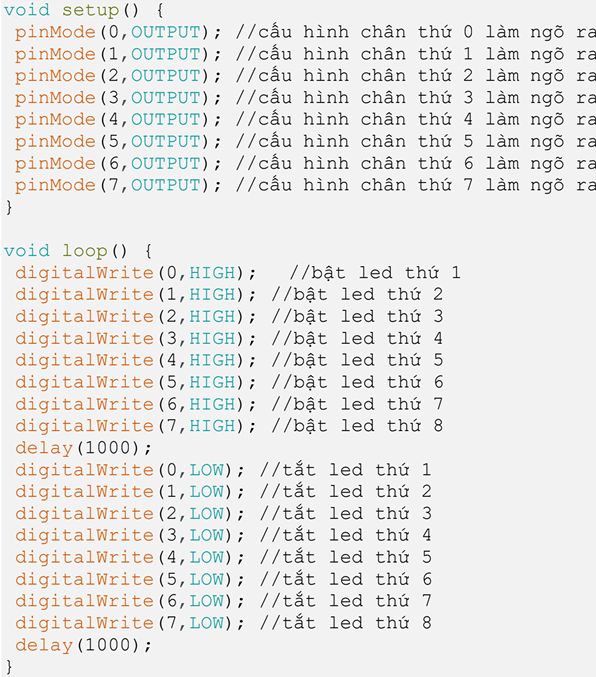 void setup() {
pinMode(0,OUTPUT); //cấu hình chân thứ 0 làm ngõ ra
pinMode(1,OUTPUT); //cấu hình chân thứ 1 làm ngõ ra
pinMode(2,OUTPUT); //cấu hình chân thứ 2 làm ngõ ra
pinMode(3,OUTPUT); //cấu hình chân thứ 3 làm ngõ ra
pinMode(4,OUTPUT); //cấu hình chân thứ 4 làm ngõ ra
pinMode(5,OUTPUT); //cấu hình chân thứ 5 làm ngõ ra
pinMode(6,OUTPUT); //cấu hình chân thứ 6 làm ngõ ra
pinMode(7,OUTPUT); //cấu hình chân thứ 7 làm ngõ ra
}
void loop() {
digitalWrite(0,HIGH);   //bật led thứ 1
digitalWrite(1,HIGH); //bật led thứ 2
digitalWrite(2,HIGH); //bật led thứ 3
digitalWrite(3,HIGH); //bật led thứ 4
digitalWrite(4,HIGH); //bật led thứ 5
digitalWrite(5,HIGH); //bật led thứ 6
digitalWrite(6,HIGH); //bật led thứ 7
digitalWrite(7,HIGH); //bật led thứ 8
delay(1000);
digitalWrite(0,LOW); //tắt led thứ 1
digitalWrite(1,LOW); //tắt led thứ 2
digitalWrite(2,LOW); //tắt led thứ 3
digitalWrite(3,LOW); //tắt led thứ 4
digitalWrite(4,LOW); //tắt led thứ 5
digitalWrite(5,LOW); //tắt led thứ 6
digitalWrite(6,LOW); //tắt led thứ 7
digitalWrite(7,LOW); //tắt led thứ 8
delay(1000);
}